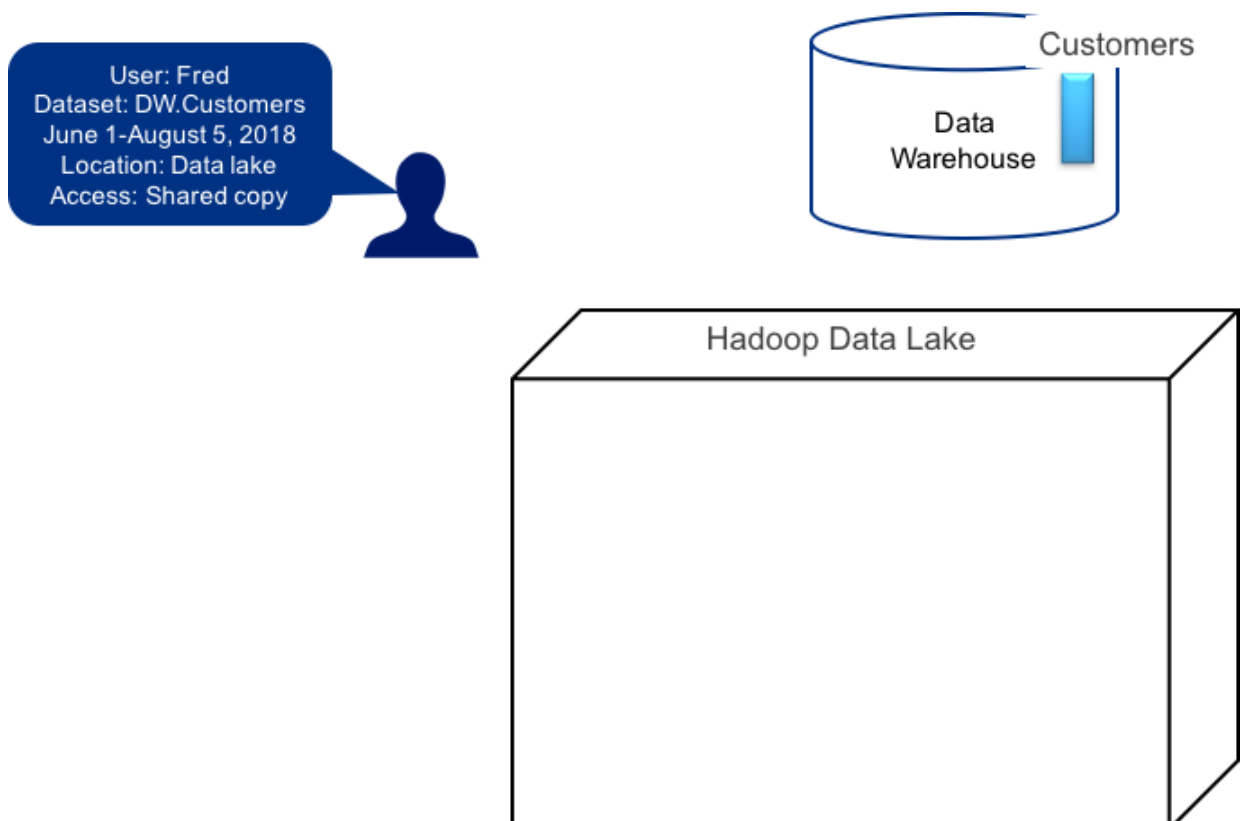 User: Fred
Dataset: DW.Customers
June 1-August 5, 2018
Location: Data lake
Access: Shared copy
Customers
Data
Warehouse
Hadoop Data Lake